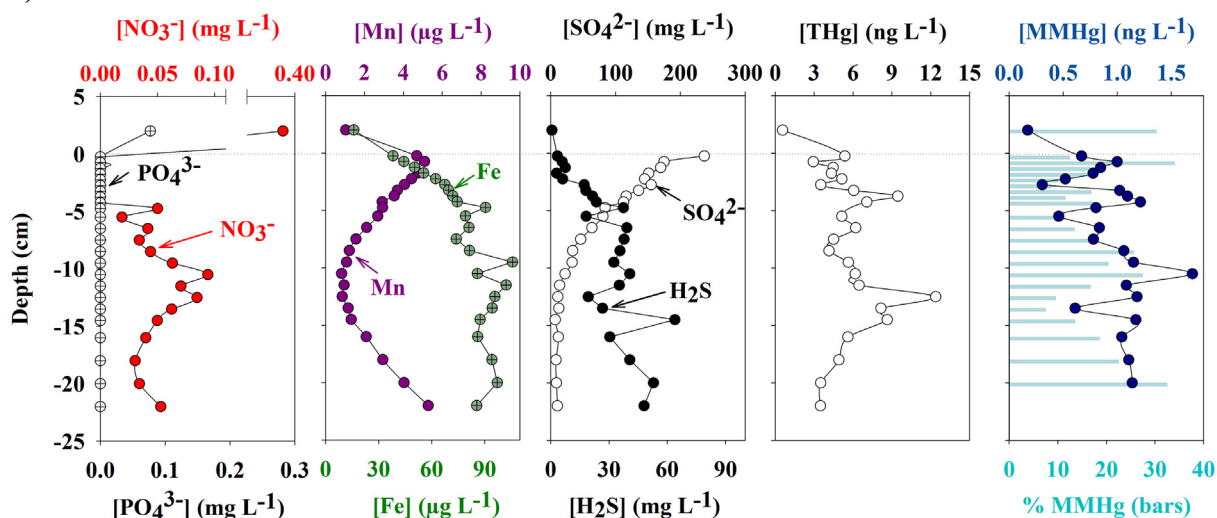 [NO₃⁻] (mg L⁻¹) [Mn] (µg L⁻¹) [SO₄²⁻] (mg L⁻¹) [THg] (ng L⁻¹) [MMHg] (ng L⁻¹)
0.00 0.05 0.10 0.40 0 2 4 6 8 10 0 100 200 300 0 3 6 9 12 15 0.0 0.5 1.0 1.5
5
0
PO₄³⁻
Fe
SO₄²⁻
-5
NO₃⁻
Mn
-10
H₂S
-15
-20
-25
Depth (cm)
0.0 0.1 0.2 0.3 0 30 60 90 0 30 60 90 0 10 20 30 40
[PO₄³⁻] (mg L⁻¹) [Fe] (µg L⁻¹) [H₂S] (mg L⁻¹) % MMHg (bars)